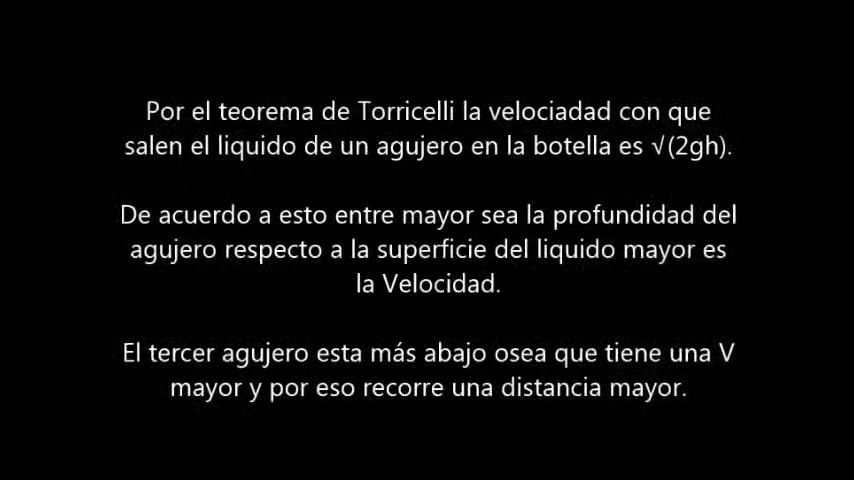 Por el teorema de Torricelli la velociadad con que
salen el liquido de un agujero en la botella es √(2gh).
De acuerdo a esto entre mayor sea la profundidad del
agujero respecto a la superficie del liquido mayor es
la Velocidad.
El tercer agujero esta más abajo osea que tiene una V
mayor y por eso recorre una distancia mayor.